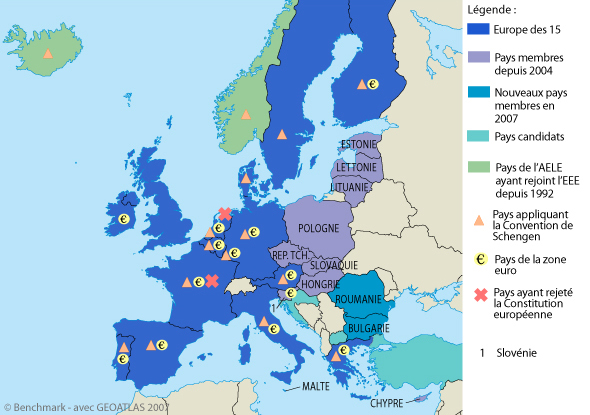 Légende :
Europe des 15
Pays membres
depuis 2004
Nouveaux pays
membres en
2007
Pays candidats
Pays de l'AELE
ayant rejoint l'EEE
depuis 1992
Pays appliquant
la Convention de
Schengen
€ Pays de la zone
euro
Pays ayant rejeté
la Constitution
européenne
1 Slovénie
ESTONIE
LETTONIE
LITUANIE
POLOGNE
REP. TCH.
SLOVAQUIE
HONGRIE
1
ROUMANIE
BULGARIE
MALTE
CHYPRE
© Benchmark - avec GEOATLAS 2007
€
€
€
€
€
€
€
€
€
€
€
€